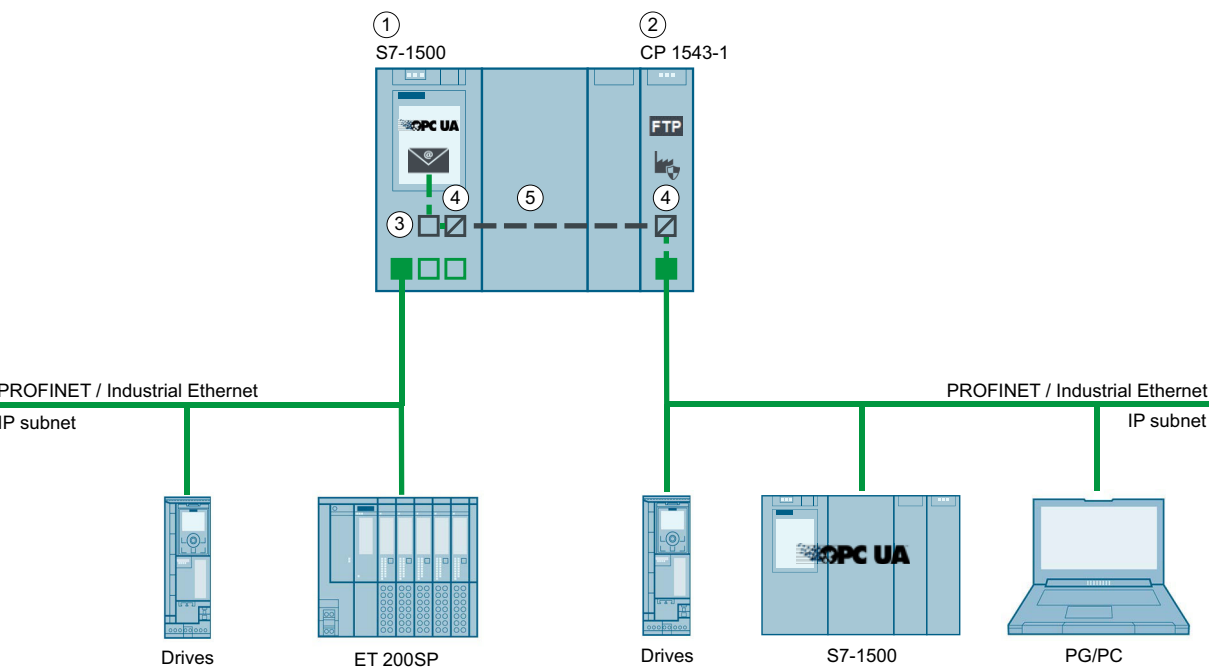 ① ②
S7-1500 CP 1543-1
OPC UA
FTP
@
④ ⑤ ④
③
PROFINET / Industrial Ethernet PROFINET / Industrial Ethernet
IP subnet IP subnet
OPC UA
Drives ET 200SP Drives S7-1500 PG/PC